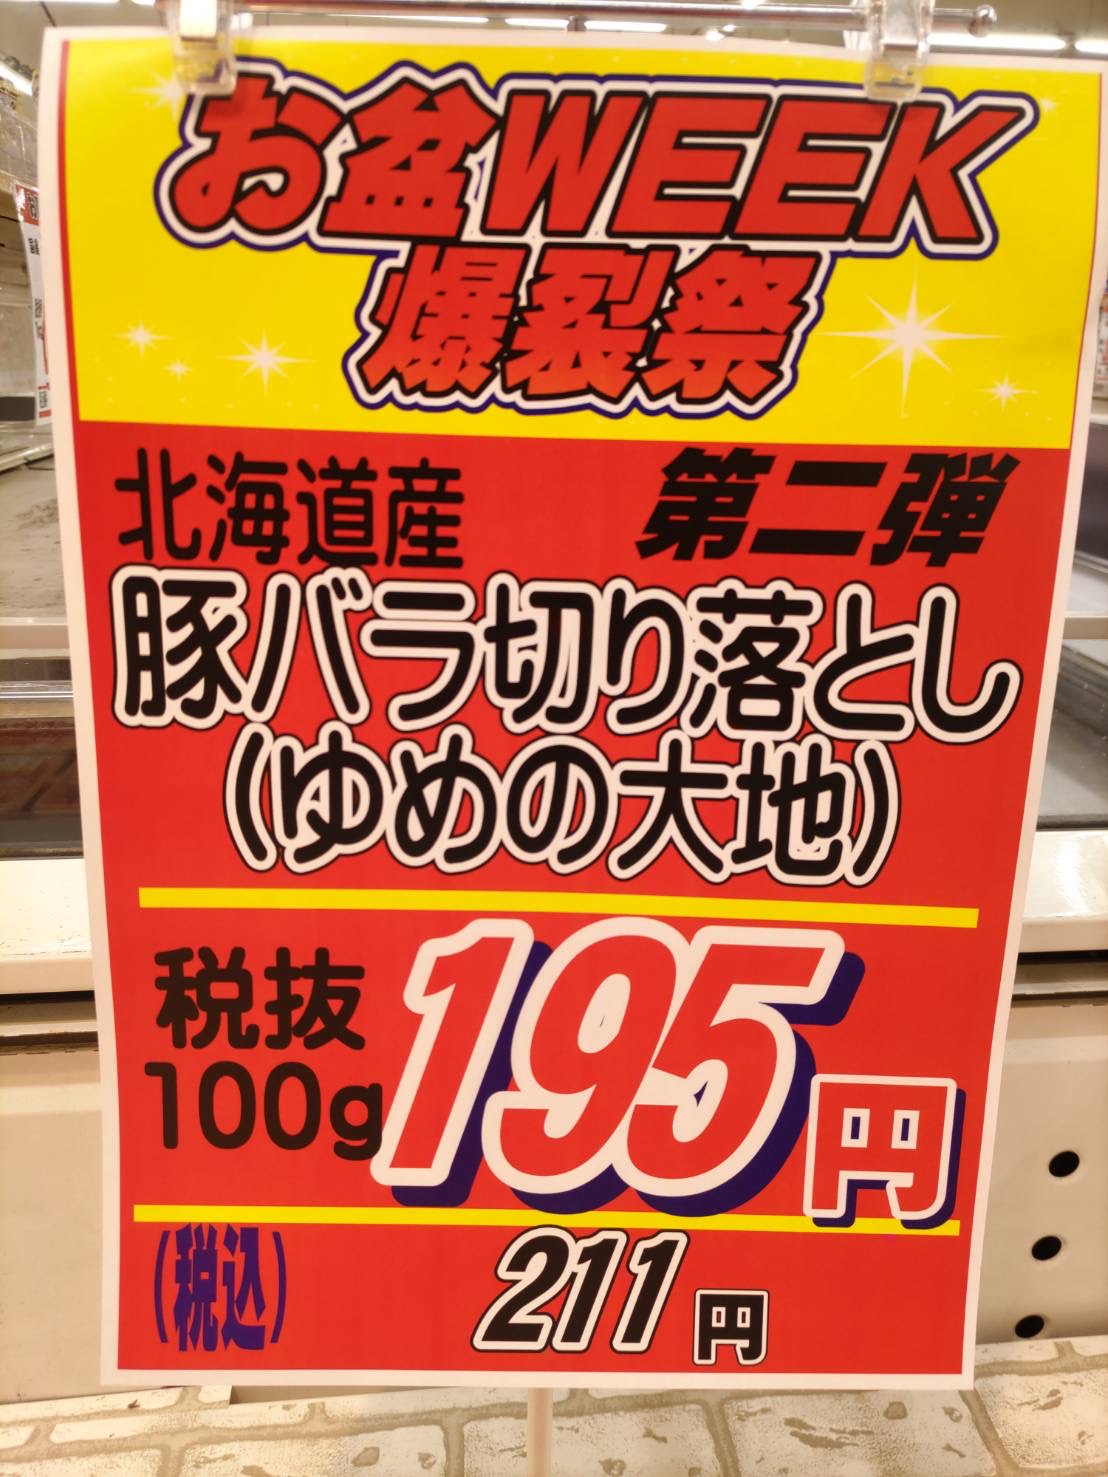 お盆WEEK
爆裂祭
北海道産 第二弾
豚バラ切り落とし
(ゆめの大地)
税抜
100g 195円
(税込) 211円